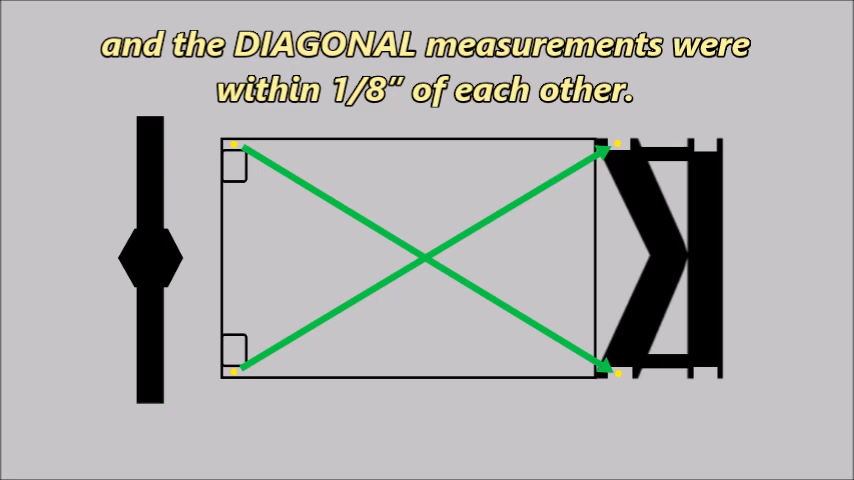 and the DIAGONAL measurements were
within 1/8” of each other.